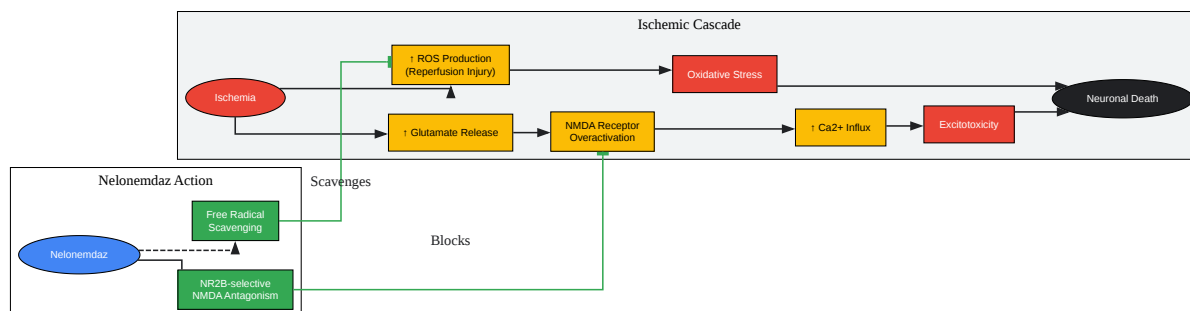 Ischemic Cascade
↑ ROS Production
(Reperfusion Injury)
Oxidative Stress
Ischemia
Neuronal Death
↑ Glutamate Release
NMDA Receptor
Overactivation
↑ Ca2+ Influx
Excitotoxicity
Nelonemdaz Action
Scavenges
Free Radical
Scavenging
Blocks
Nelonemdaz
NR2B-selective
NMDA Antagonism